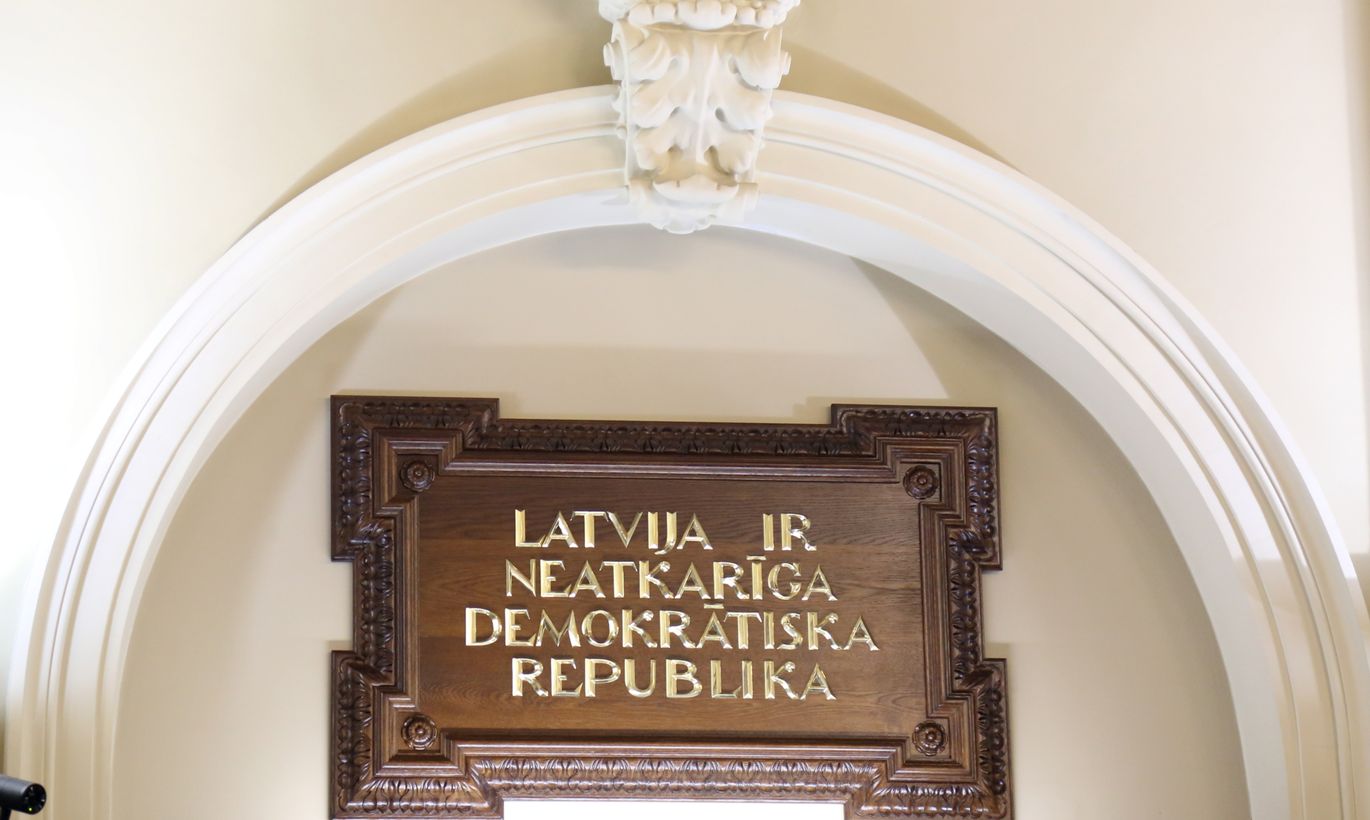 LATVIJA IR
NEATKARĪGA
DEMOKRĀTISKA
REPUBLIKA